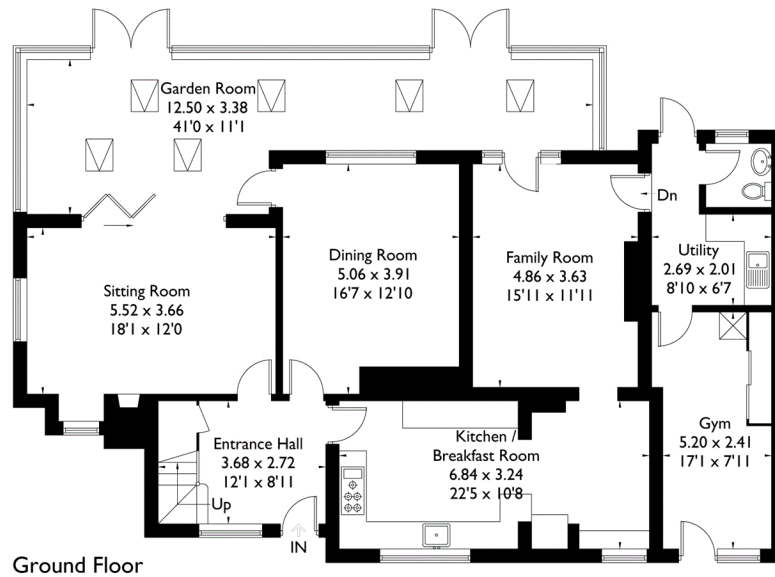 Garden Room
12.50 x 3.38
41'0 x 11'1
Dn
Dining Room
5.06 x 3.91
16'7 x 12'10
Family Room
4.86 x 3.63
15'11 x 11'11
Utility
2.69 x 2.01
8'10 x 6'7
Sitting Room
5.52 x 3.66
18'1 x 12'0
Entrance Hall
3.68 x 2.72
12'1 x 8'11
Up
IN
Kitchen /
Breakfast Room
6.84 x 3.24
22'5 x 10'8
Gym
5.20 x 2.41
17'1 x 7'11
Ground Floor